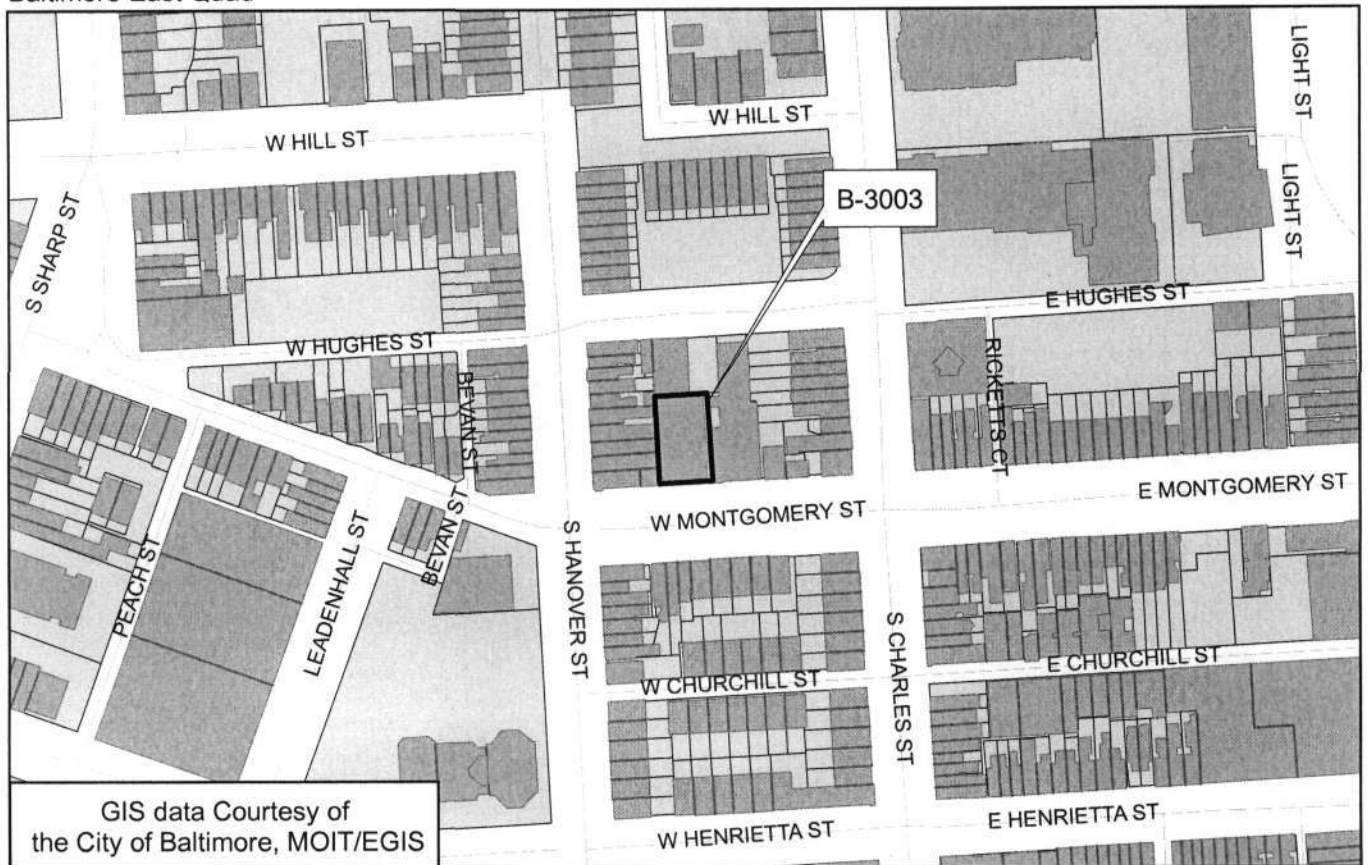 Baltimore East Quad
LIGHT ST
W HILL ST
W HILL ST
LIGHT ST
B-3003
S SHARP ST
E HUGHES ST
W HUGHES ST
BEVAN ST
RICKETTS CT
E MONTGOMERY ST
W MONTGOMERY ST
BEVAN ST
S HANOVER ST
LEADENHALL ST
PEACH ST
S CHARLES ST
E CHURCHILL ST
W CHURCHILL ST
GIS data Courtesy of
the City of Baltimore, MOIT/EGIS
E HENRIETTA ST
W HENRIETTA ST